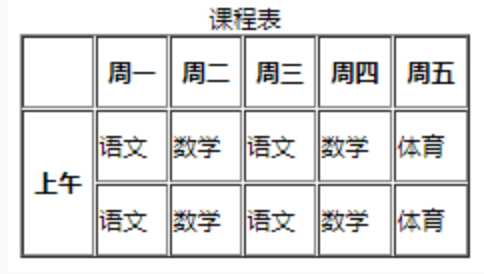 课程表
周一 周二 周三 周四 周五
上午 语文 数学 语文 数学 体育
语文 数学 语文 数学 体育